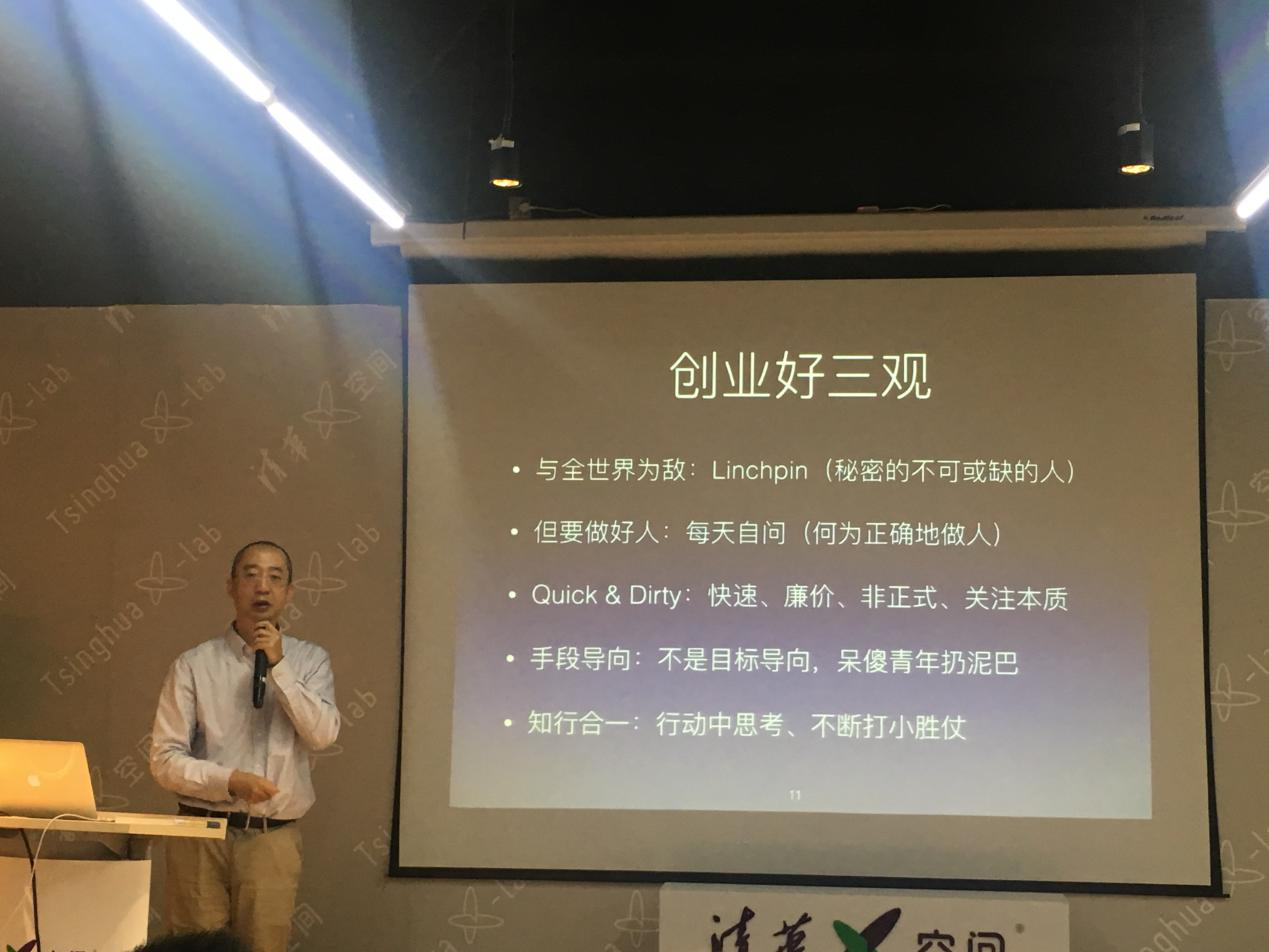 创业好三观
• 与全世界为敌：Linchpin（秘密的不可或缺的人）
• 但要做好人：每天自问（何为正确地做人）
• Quick & Dirty：快速、廉价、非正式、关注本质
• 手段导向：不是目标导向，呆傻青年扔泥巴
• 知行合一：行动中思考、不断打小胜仗
11
Tsinghua x-lab
清华x空间
清华x空间®